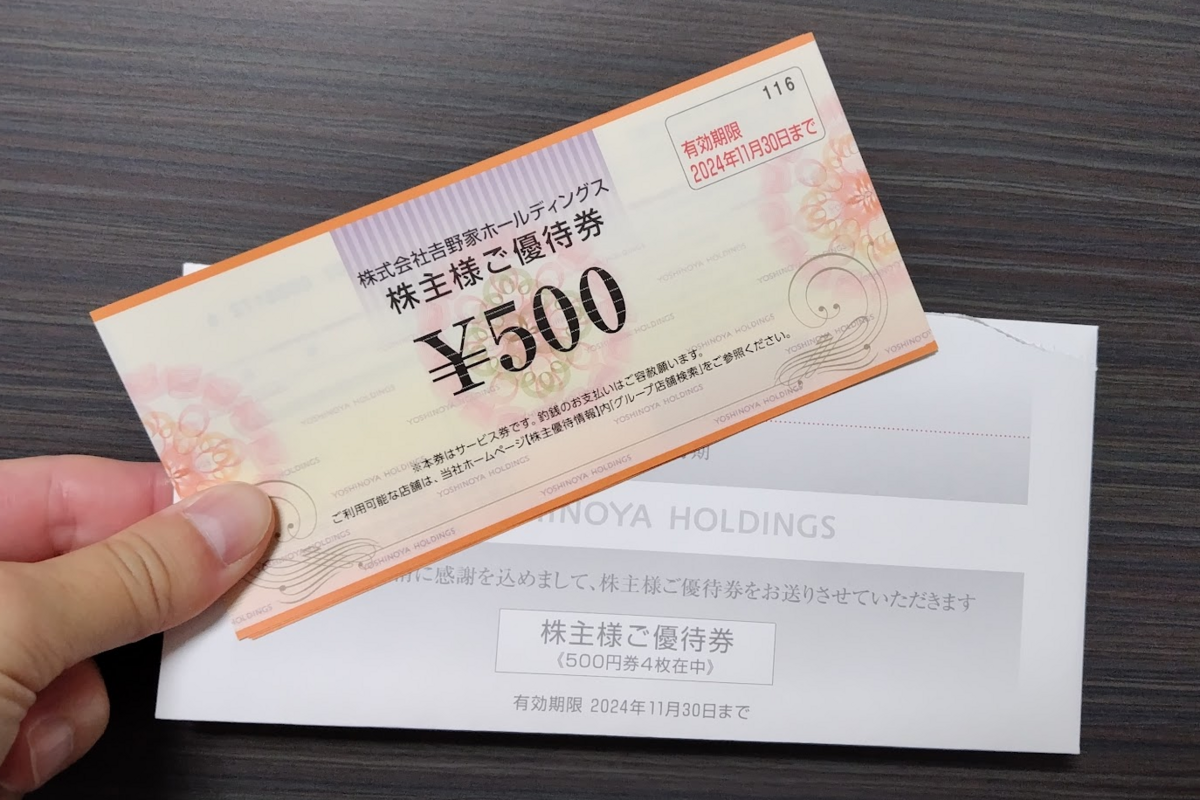 116
有効期限
2024年11月30日まで
株式会社𠮷野家ホールディングス
株主様ご優待券
¥500
※本券はサービス券です。釣銭のお支払いはご容赦願います。
ご利用可能な店舗は、当社ホームページ【株主優待情報】内「グループ店舗検索」をご参照ください。
YOSHINOYA HOLDINGS
YOSHINOYA HOLDINGS
YOSHINOYA HOLDINGS
YOSHINOYA HOLDINGS
YOSHINOYA HOLDINGS
期
HINOYA HOLDINGS
に感謝を込めまして、株主様ご優待券をお送りさせていただきます
株主様ご優待券
《500円券4枚在中》
有効期限 2024年11月30日まで